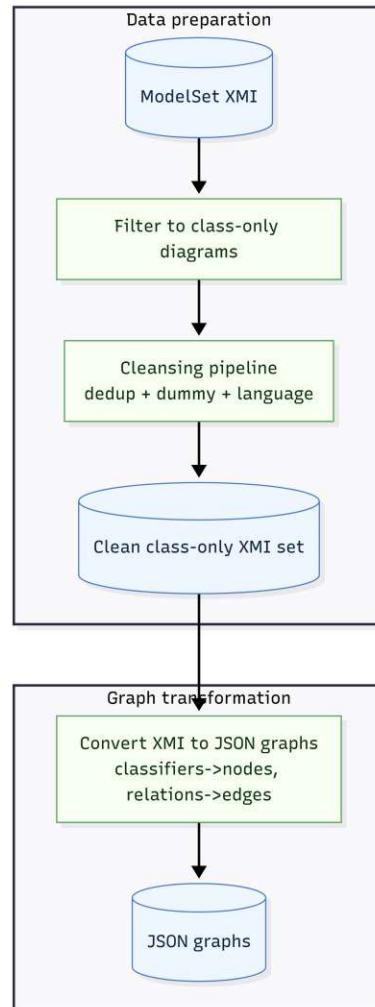 Data preparation
ModelSet XMI
Filter to class-only
diagrams
Cleansing pipeline
dedup + dummy + language
Clean class-only XMI set
Graph transformation
Convert XMI to JSON graphs
classifiers->nodes,
relations->edges
JSON graphs